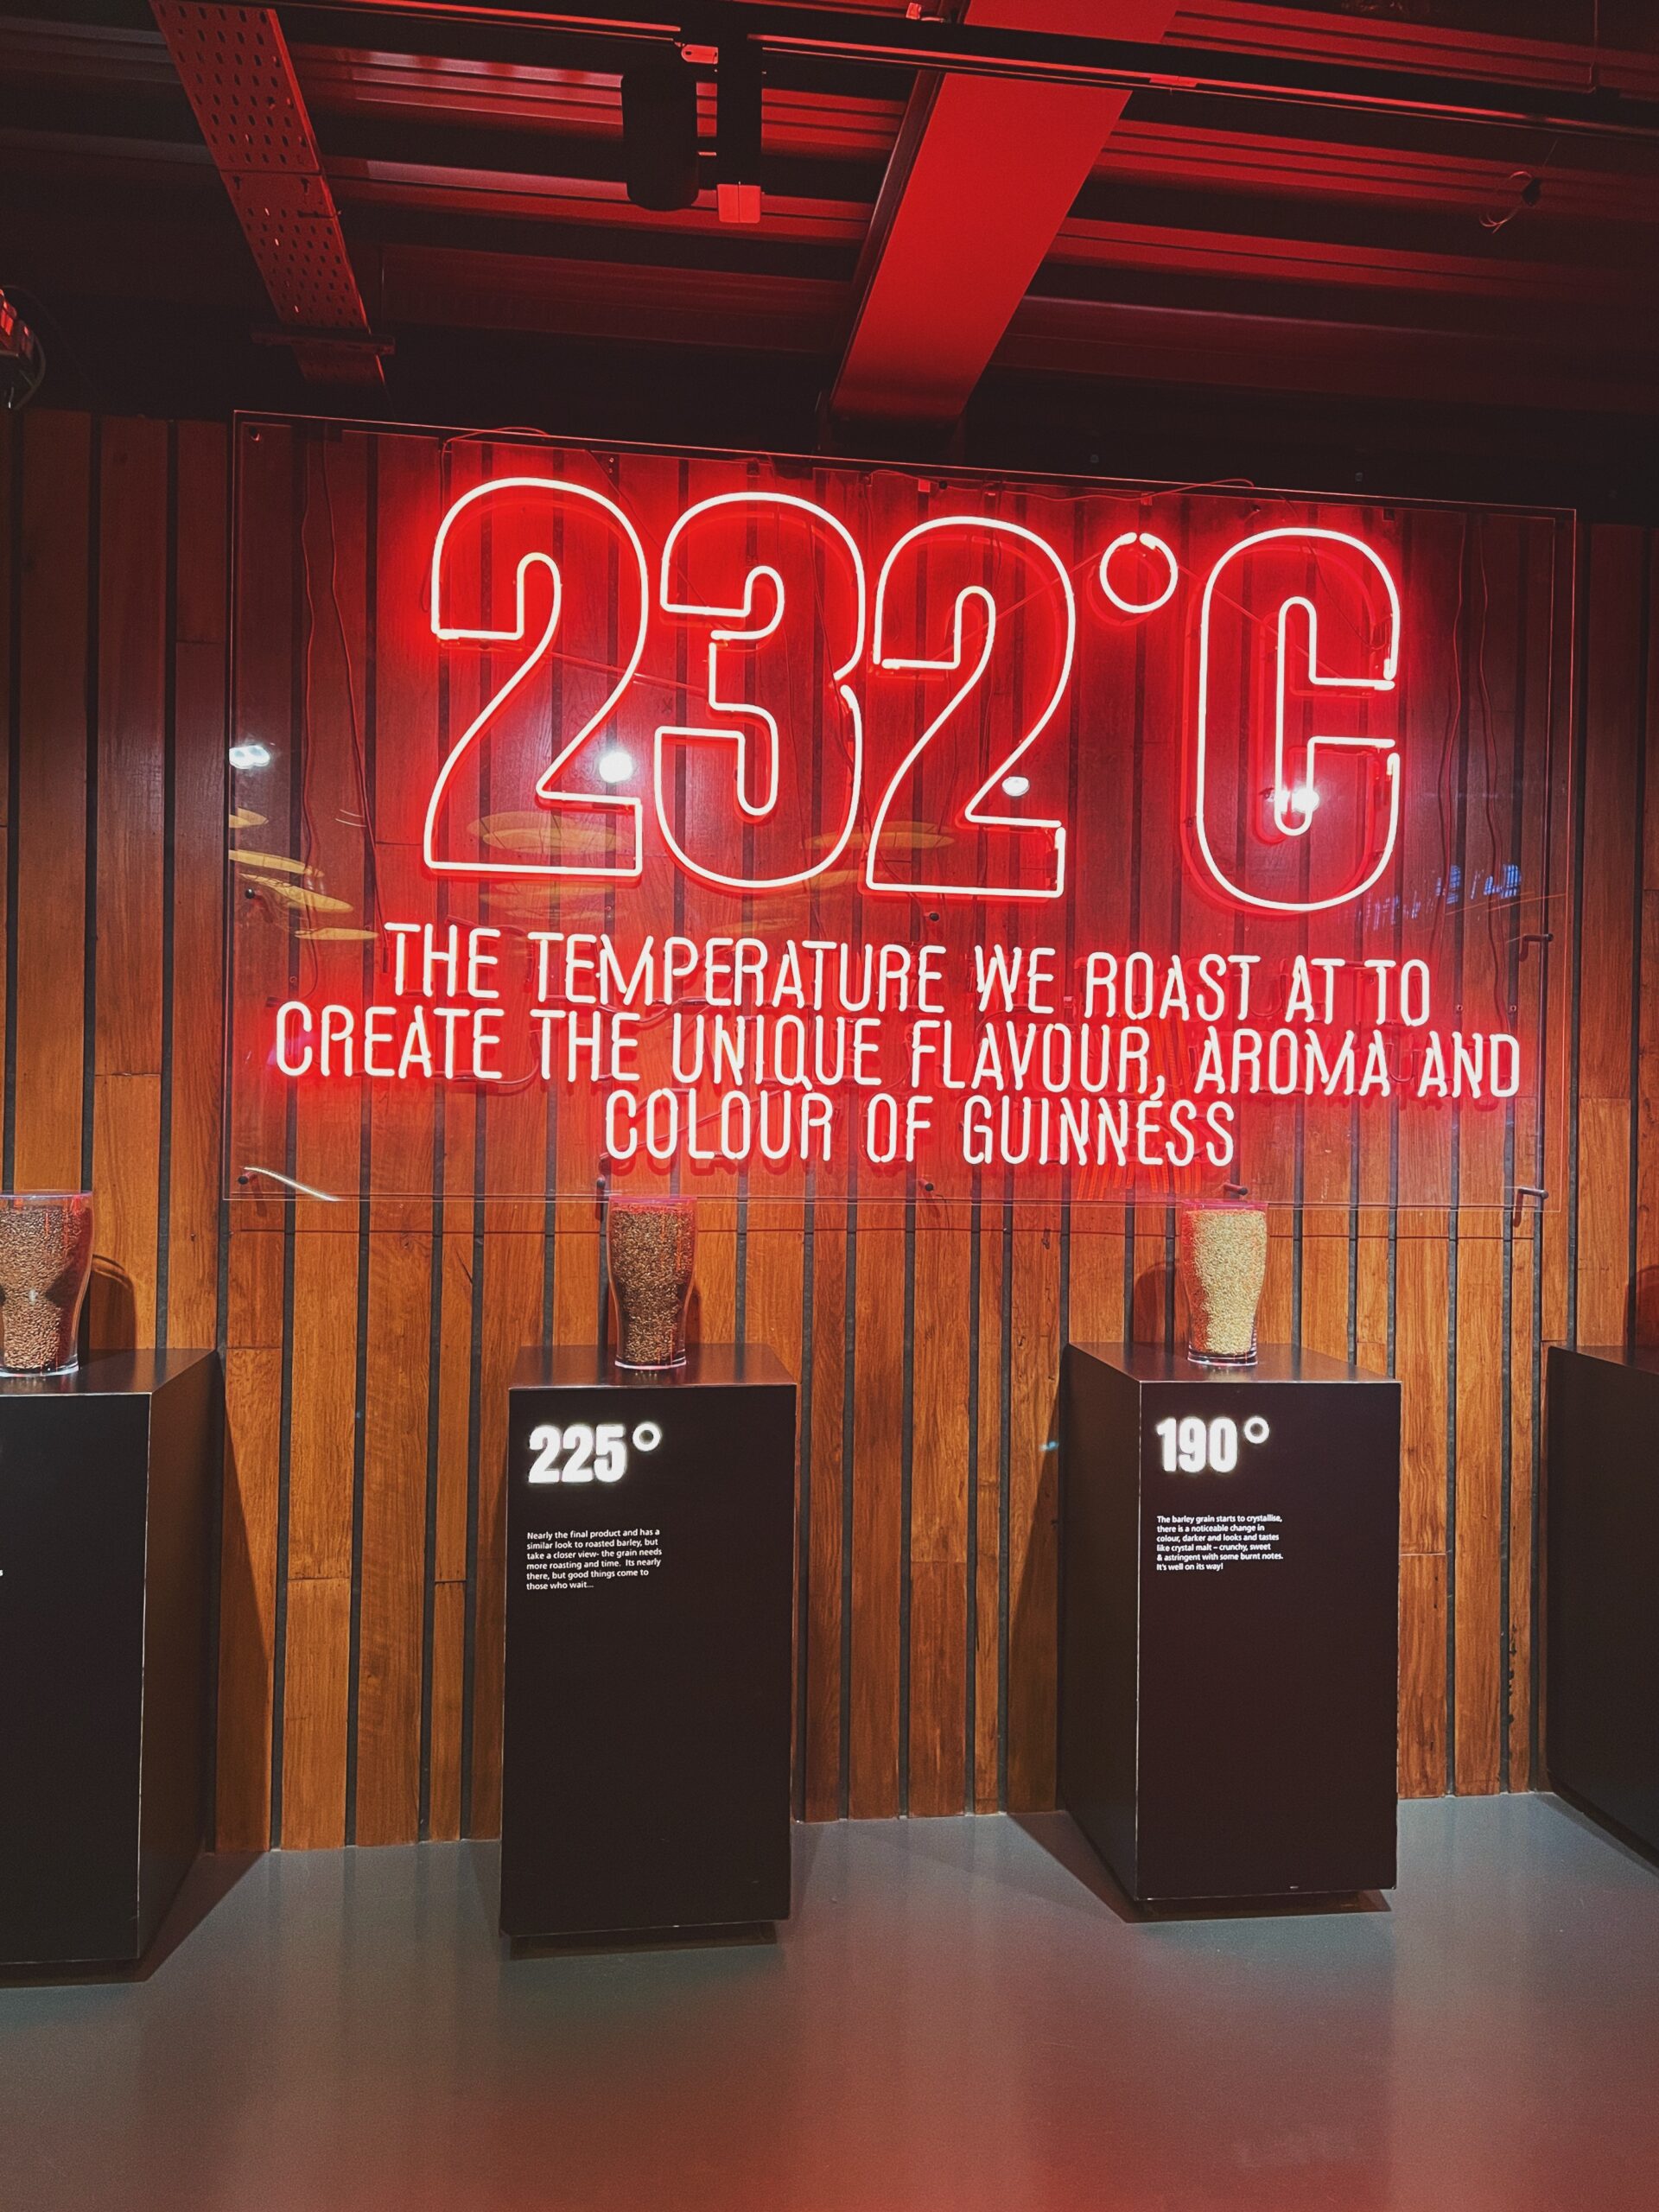 232°C
THE TEMPERATURE WE ROAST AT TO
CREATE THE UNIQUE FLAVOUR, AROMA AND
COLOUR OF GUINNESS
225°
Nearly the final product and has a
similar look to roasted barley, but
take a closer view- the grain needs
more roasting and time. Its nearly
there, but good things come to
those who wait...
190°
The barley grain starts to crystallise,
there is a noticeable change in
colour, darker and looks and tastes
like crystal malt – crunchy, sweet
& astringent with some burnt notes.
It's well on its way!